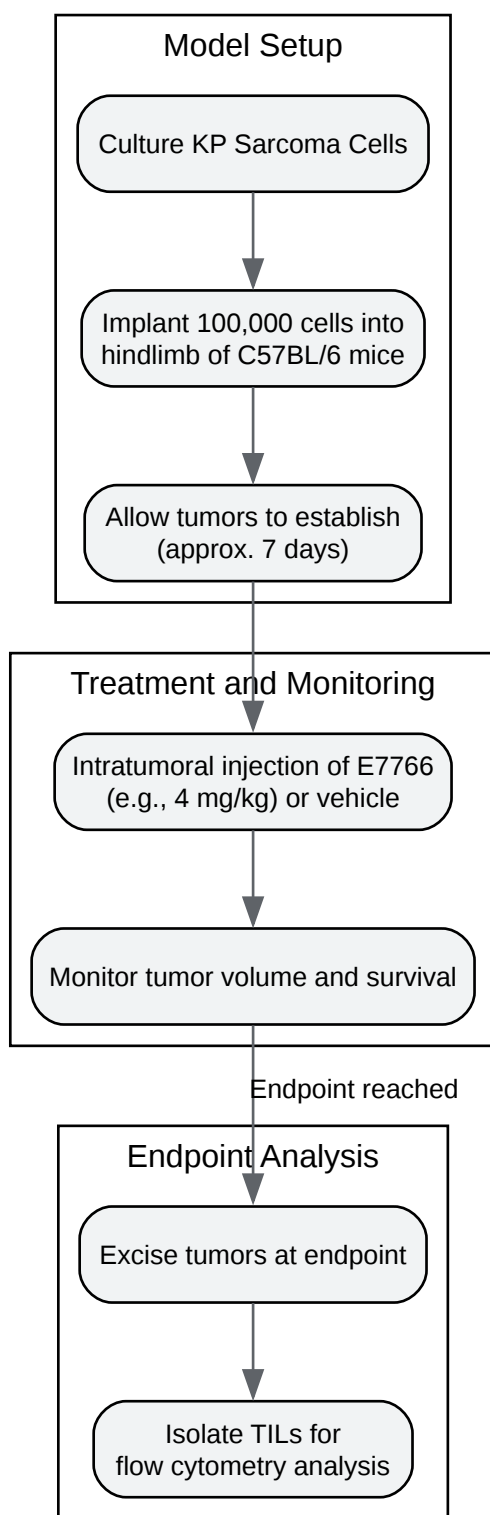 Model Setup
Culture KP Sarcoma Cells
Implant 100,000 cells into
hindlimb of C57BL/6 mice
Allow tumors to establish
(approx. 7 days)
Treatment and Monitoring
Intratumoral injection of E7766
(e.g., 4 mg/kg) or vehicle
Monitor tumor volume and survival
Endpoint reached
Endpoint Analysis
Excise tumors at endpoint
Isolate TILs for
flow cytometry analysis